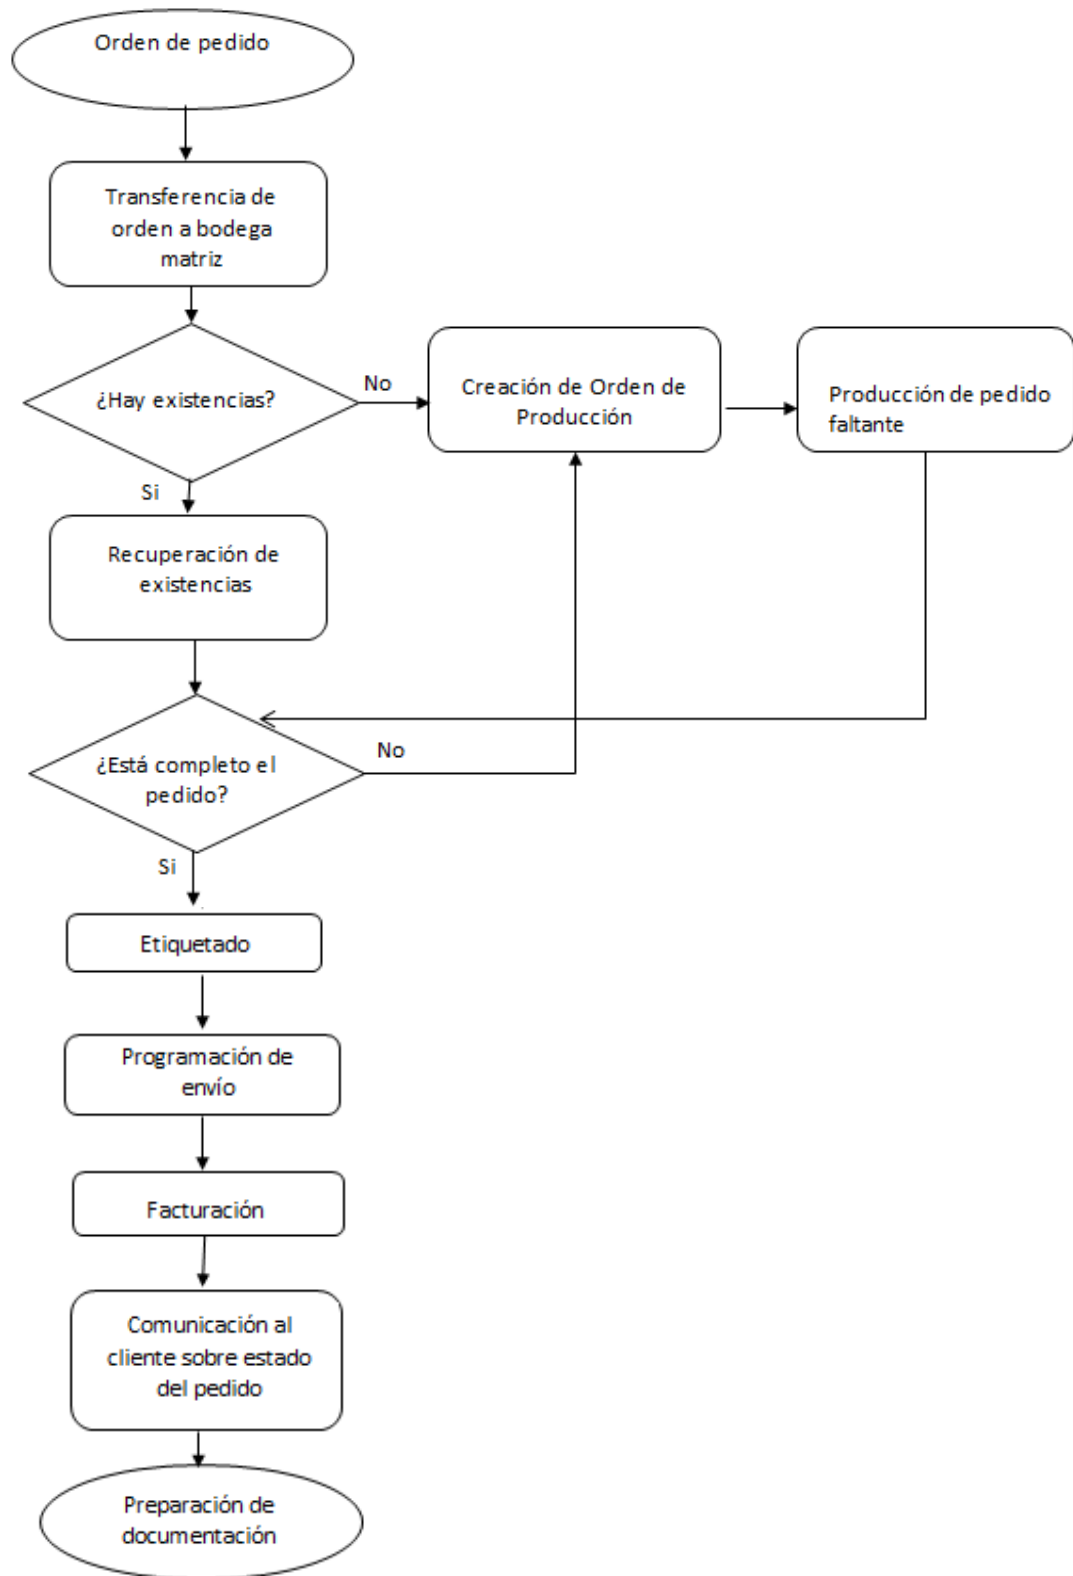 Orden de pedido
Transferencia de
orden a bodega
matriz
¿Hay existencias?
No
Creación de Orden de
Producción
Producción de pedido
faltante
Si
Recuperación de
existencias
¿Está completo el
pedido?
No
Si
Etiquetado
Programación de
envío
Facturación
Comunicación al
cliente sobre estado
del pedido
Preparación de
documentación